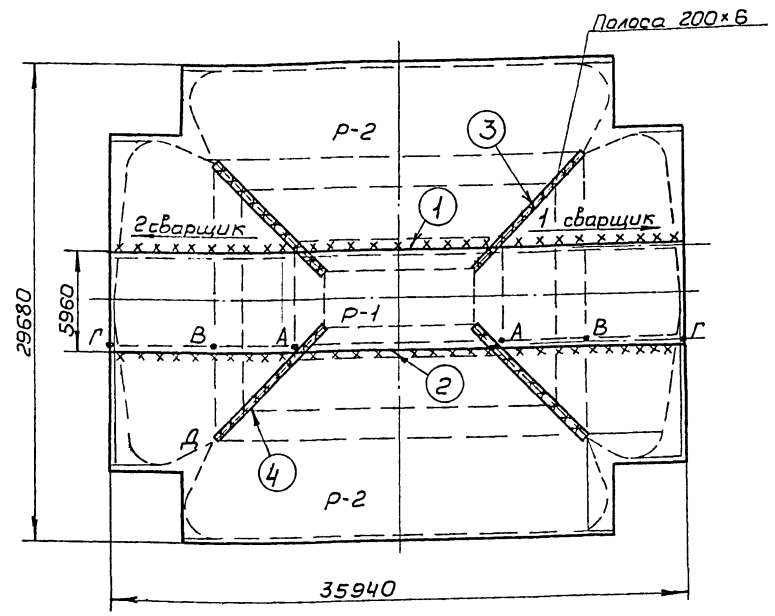 Полоса 200×6
Р-2
3
1
2 сварщик
1 сварщик
29680
5960
Р-1
Г
В
А
А
В
Г
2
Д
4
Р-2
35940